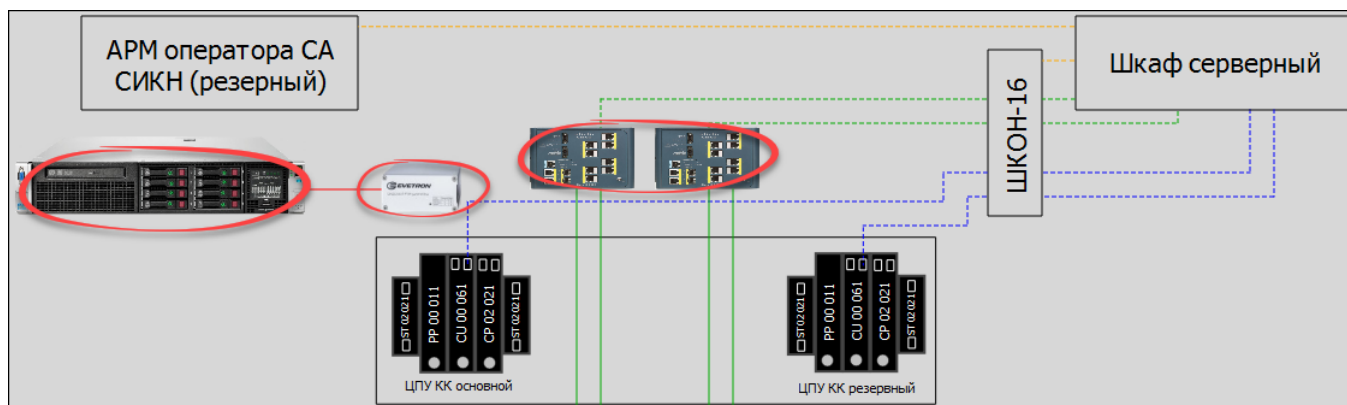 АРМ оператора СА
СИКН (резерный)
Шкаф серверный
ШКОН-16
EVETRON
ST 02 021
PP 00 011
CU 00 061
CP 02 021
ST 02 021
ЦПУ КК основной
ST 02 021
PP 00 011
CU 00 061
CP 02 021
ST 02 021
ЦПУ КК резервный